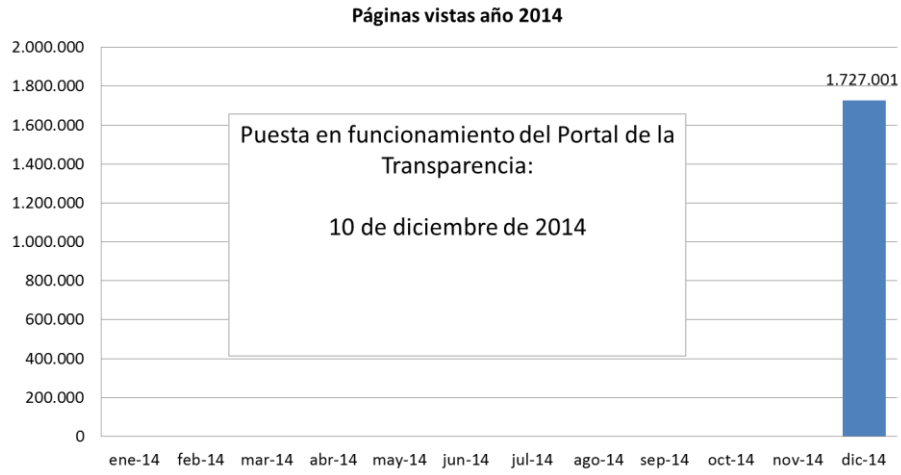 Páginas vistas año 2014
2.000.000
1.800.000
1.727.001
1.600.000
1.400.000
1.200.000
1.000.000
800.000
600.000
400.000
200.000
0
Puesta en funcionamiento del Portal de la
Transparencia:
10 de diciembre de 2014
ene-14 feb-14 mar-14 abr-14 may-14 jun-14 jul-14 ago-14 sep-14 oct-14 nov-14 dic-14